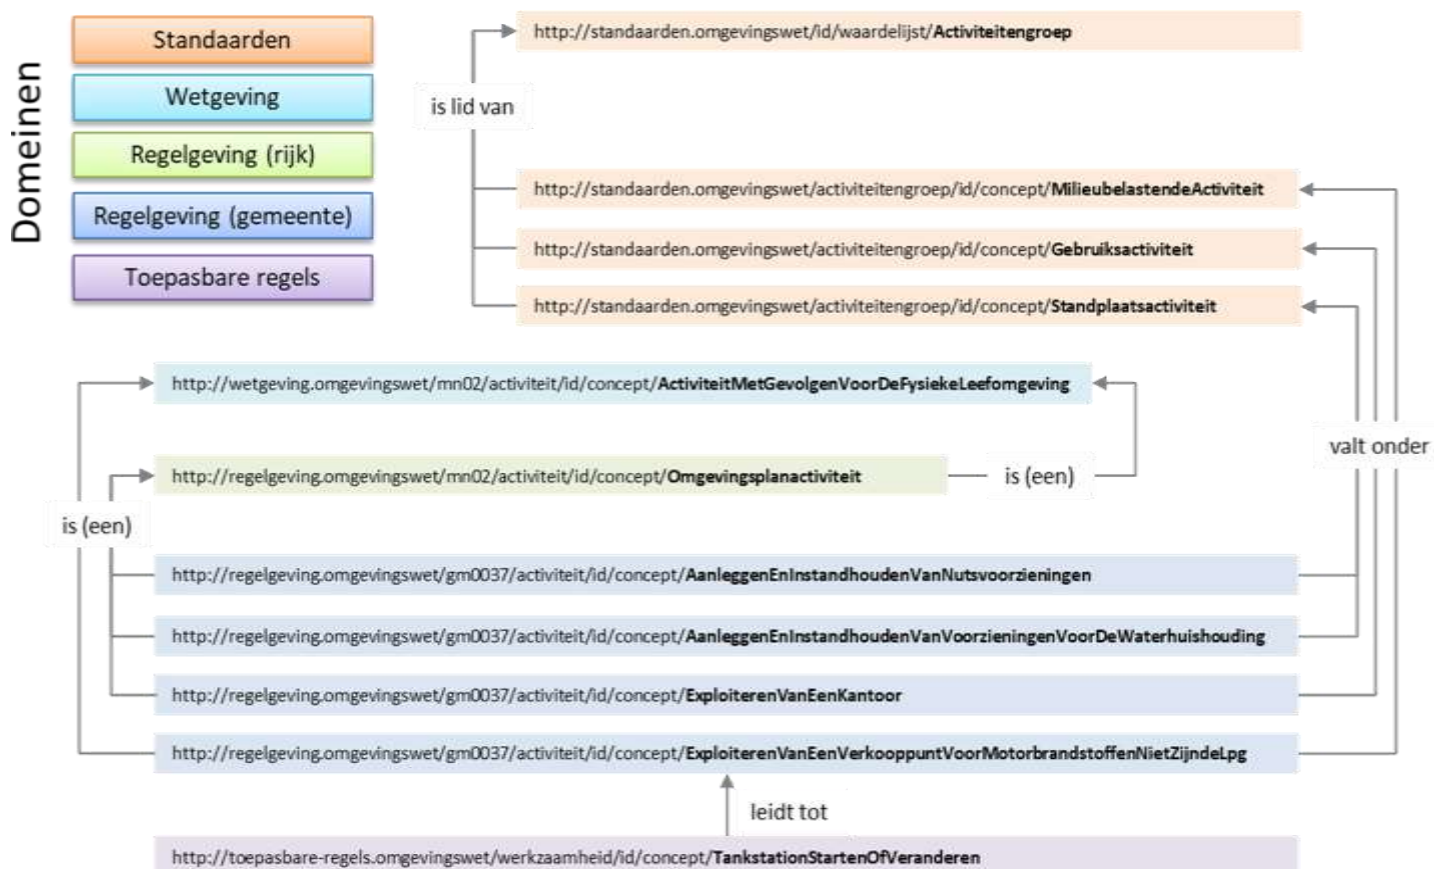 Domeinen
Standaarden
Wetgeving
Regelgeving (rijk)
Regelgeving (gemeente)
Toepasbare regels
http://standaarden.omgevingswet/id/waardelijst/Activiteitengroep
is lid van
http://standaarden.omgevingswet/activiteitengroep/id/concept/MilieubelastendeActiviteit
http://standaarden.omgevingswet/activiteitengroep/id/concept/Gebruiksactiviteit
http://standaarden.omgevingswet/activiteitengroep/id/concept/Standplaatsactiviteit
http://wetgeving.omgevingswet/mn02/activiteit/id/concept/ActiviteitMetGevolgenVoorDeFysiekeLeefomgeving
valt onder
http://regelgeving.omgevingswet/mn02/activiteit/id/concept/Omgevingsplanactiviteit
is (een)
is (een)
http://regelgeving.omgevingswet/gm0037/activiteit/id/concept/AanleggenEnInstandhoudenVanNutsvoorzieningen
http://regelgeving.omgevingswet/gm0037/activiteit/id/concept/AanleggenEnInstandhoudenVanVoorzieningenVoorDeWaterhuishouding
http://regelgeving.omgevingswet/gm0037/activiteit/id/concept/ExploiterenVanEenKantoor
http://regelgeving.omgevingswet/gm0037/activiteit/id/concept/ExploiterenVanEenVerkooppuntVoorMotorbrandstoffenNietZijndeLpg
leidt tot
http://toepasbare-regels.omgevingswet/werkzaamheid/id/concept/TankstationStartenOfVeranderen